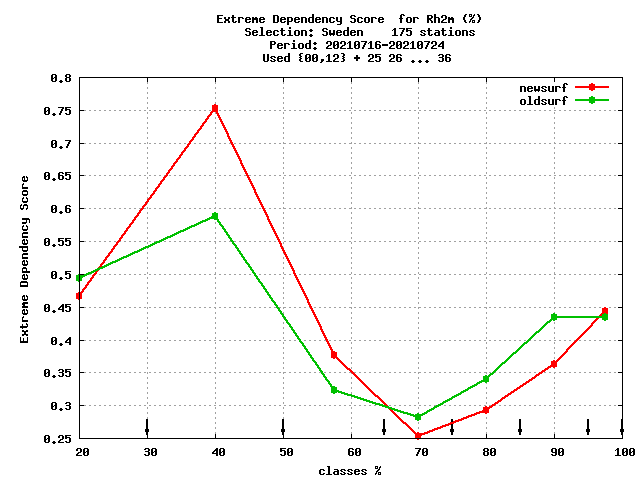 Extreme Dependency Score  for Rh2m (%)
Selection: Sweden    175 stations
Period: 20210716-20210724
Used {00,12} + 25 26 ... 36
newsurf
oldsurf
Extreme Dependency Score
0.8
0.75
0.7
0.65
0.6
0.55
0.5
0.45
0.4
0.35
0.3
0.25
20 30 40 50 60 70 80 90 100
classes %